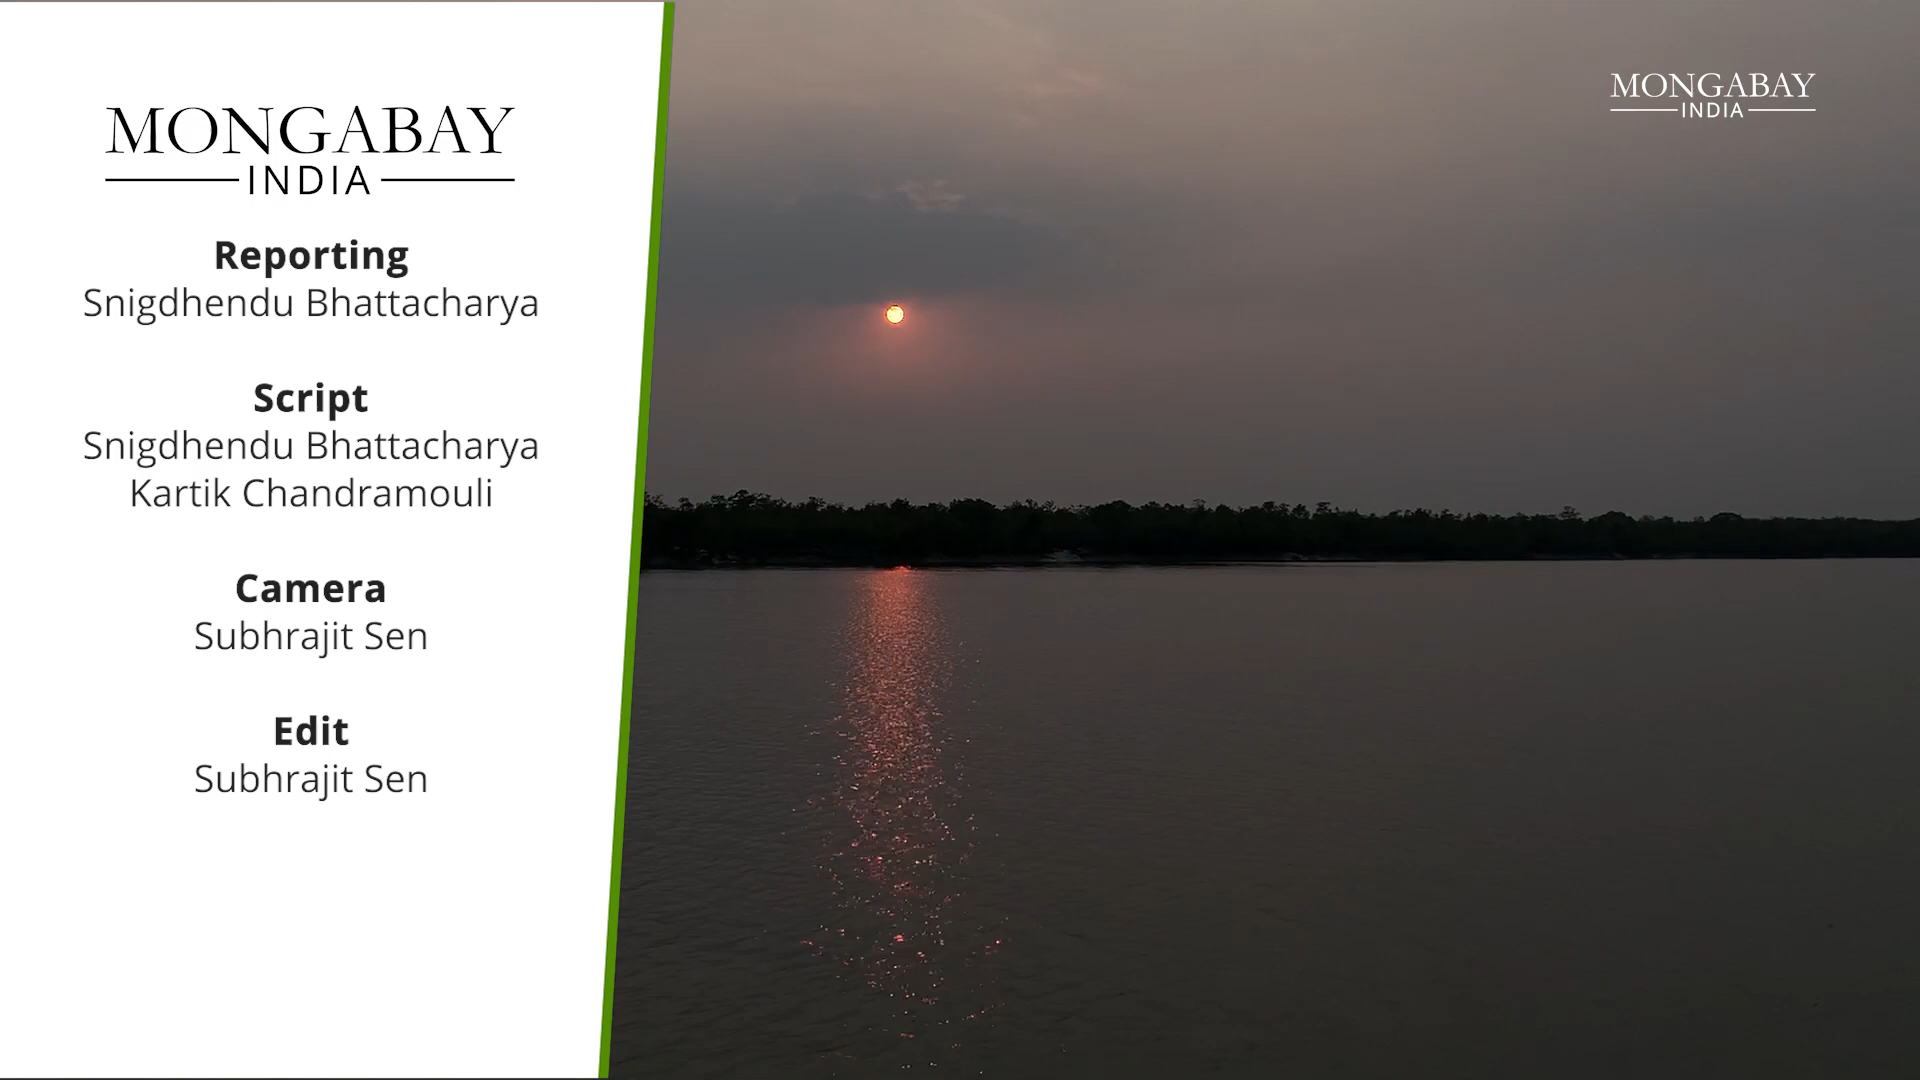 MONGABAY
INDIA
Reporting
Snigdhendu Bhattacharya
Script
Snigdhendu Bhattacharya
Kartik Chandramouli
Camera
Subhrajit Sen
Edit
Subhrajit Sen
MONGABAY
INDIA